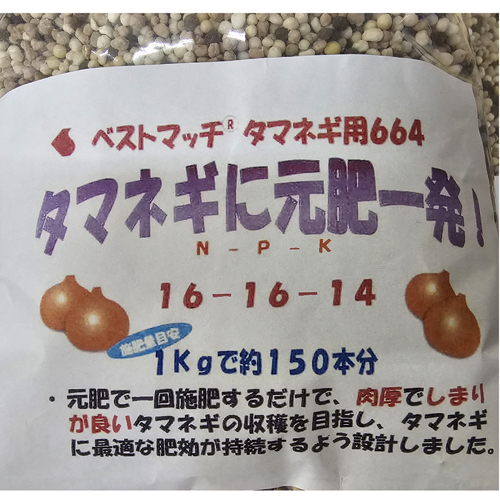 ベストマッチ® タマネギ用664
タマネギに元肥一発!
N-P-K
16-16-14
施肥量目安
1Kgで約150本分
・元肥で一回施肥するだけで、肉厚でしまり
が良いタマネギの収穫を目指し、タマネギ
に最適な肥効が持続するよう設計しました。